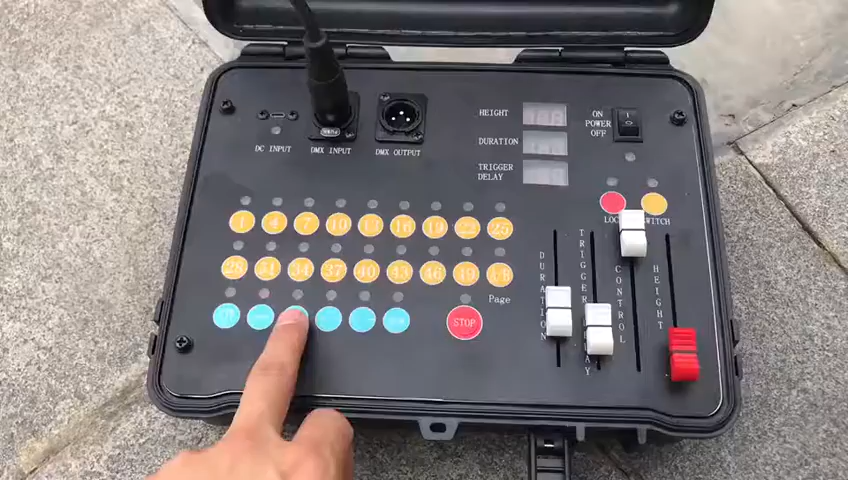 HEIGHT
ON
POWER
OFF
DURATION
DC INPUT
DMX INPUT
DMX OUTPUT
TRIGGER
DELAY
1 4 7 10 13 16 19 22 25
28 31 34 37 40 43 46 49 A/B
Page
STOP
DURATION
CONTROL
HEIGHT